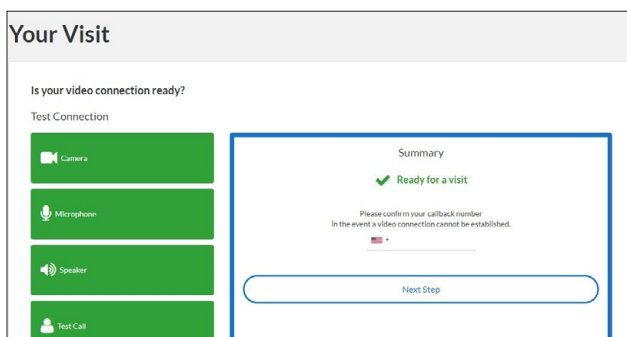 Your Visit
Is your video connection ready?
Test Connection
Camera
Microphone
Speaker
Test Call
Summary
Ready for a visit
Please confirm your callback number
in the event a video connection cannot be established.
Next Step